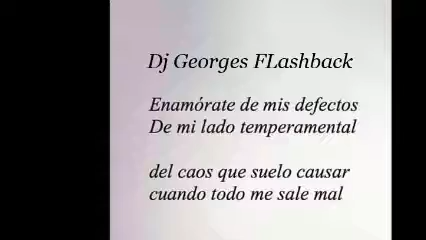 Dj Georges FLashback
Enamórate de mis defectos
De mi lado temperamental
del caos que suelo causar
cuando todo me sale mal